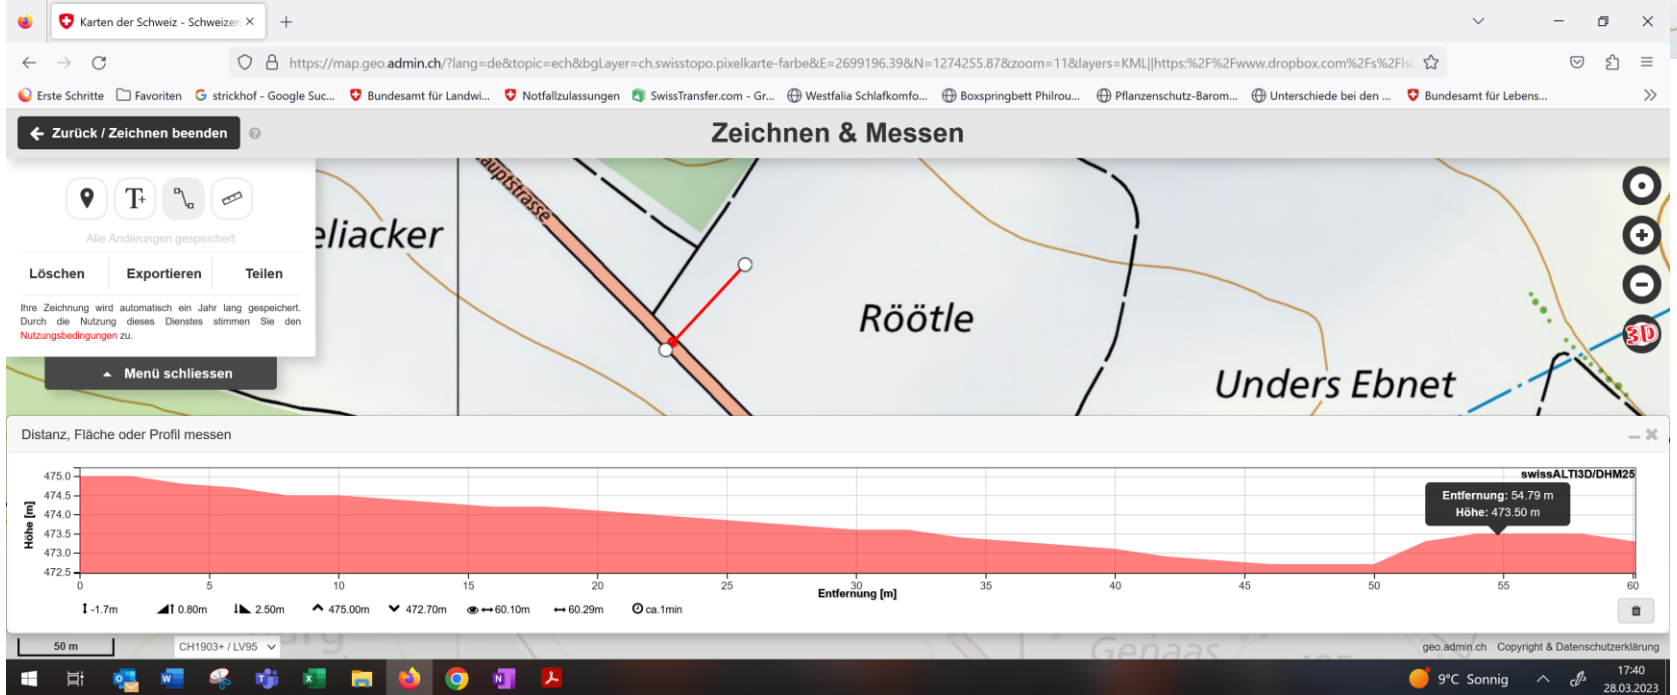 Karten der Schweiz - Schweizen
https://map.geo.admin.ch/?lang=de&topic=ech&bgLayer=ch.swisstopo.pixelkarte-farbe&E=2699196.39&N=1274255.87&zoom=11&layers=KML||https:%2F%2Fwww.dropbox.com%2Fs%2F
Erste Schritte Favoriten strickhof - Google Suc... Bundesamt für Landwi... Notfallzulassungen SwissTransfer.com - Gr... Westfalia Schlafkomfo... Boxspringbett Philrou... Pflanzenschutz-Barom... Unterschiede bei den ... Bundesamt für Lebens...
Zurück / Zeichnen beenden
Zeichnen & Messen
Hauptstrasse
T+
Alle Änderungen gespeichert
eliacker
Löschen Exportieren Teilen
Ihre Zeichnung wird automatisch ein Jahr lang gespeichert.
Durch die Nutzung dieses Dienstes stimmen Sie den
Nutzungsbedingungen zu.
Röötle
3D
Menü schliessen
Unders Ebnet
Distanz, Fläche oder Profil messen
swissALTI3D/DHM25
Entfernung: 54.79 m
Höhe: 473.50 m
Höhe [m]
475.0
474.5
474.0
473.5
473.0
472.5
0 5 10 15 20 25 30 35 40 45 50 55 60
Entfernung [m]
-1.7m 0.80m 2.50m 475.00m 472.70m 60.10m 60.29m ca.1min
50 m
CH1903+ / LV95
Genaas
geo.admin.ch Copyright & Datenschutzerklärung
9°C Sonnig
17:40
28.03.2023